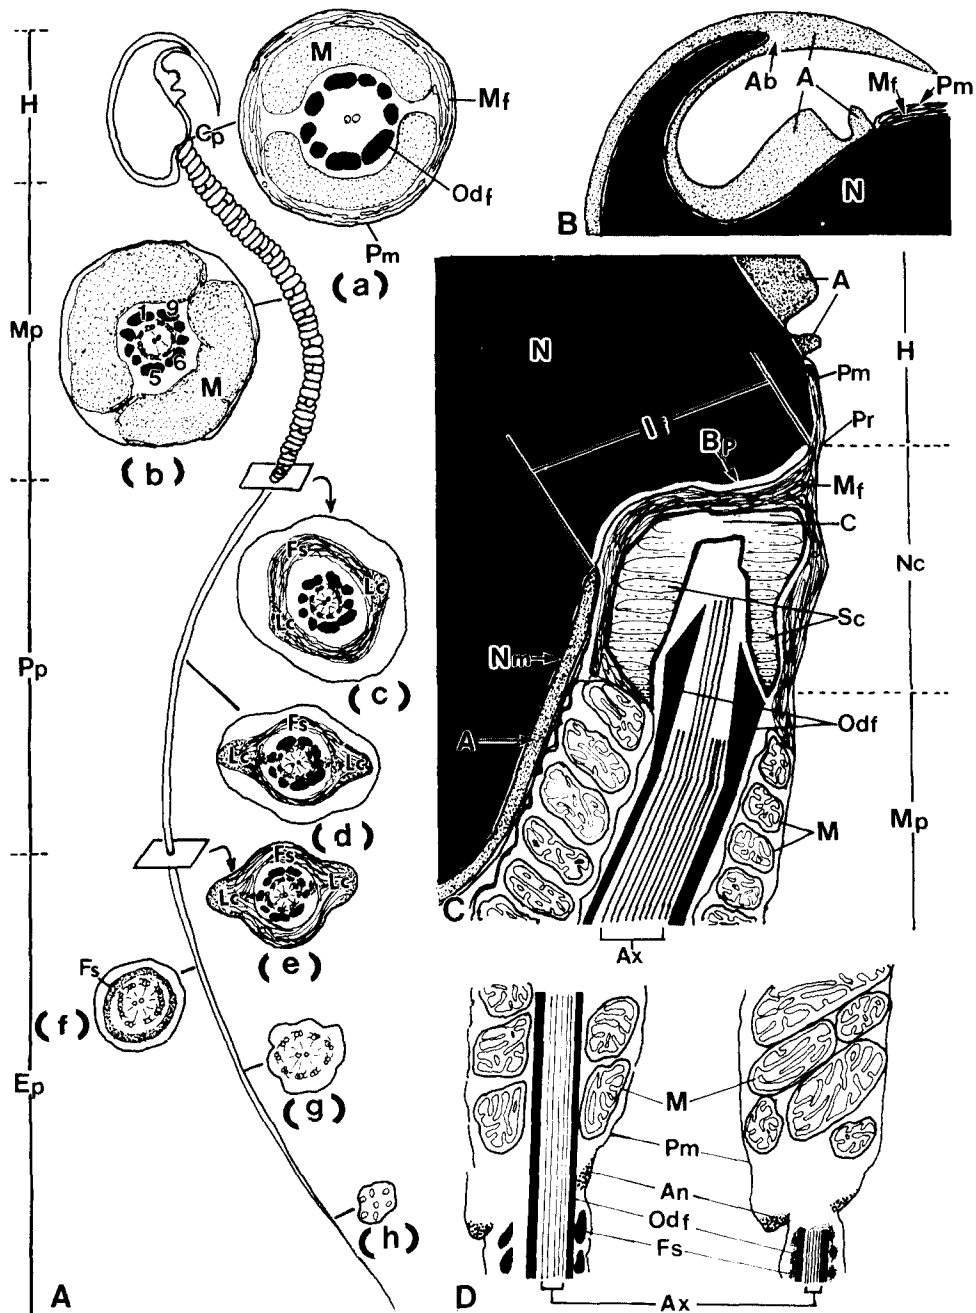 H
Mp
Pp
Ep
Cp
M
Mf
Odf
Pm
(a)
1 9
5 6
M
(b)
Fs
Lc
Lc
(c)
Fs
Lc Lc
(d)
Fs
Lc Lc
(e)
Fs
(f)
(g)
(h)
A
Ab A
Mf Pm
N
B
A
N
H
Pm
Pr
Bp
Mf
C
Nc
Sc
Nm
Odf
A
M
Mp
C
Ax
M
Pm
An
Odf
Fs
D
Ax